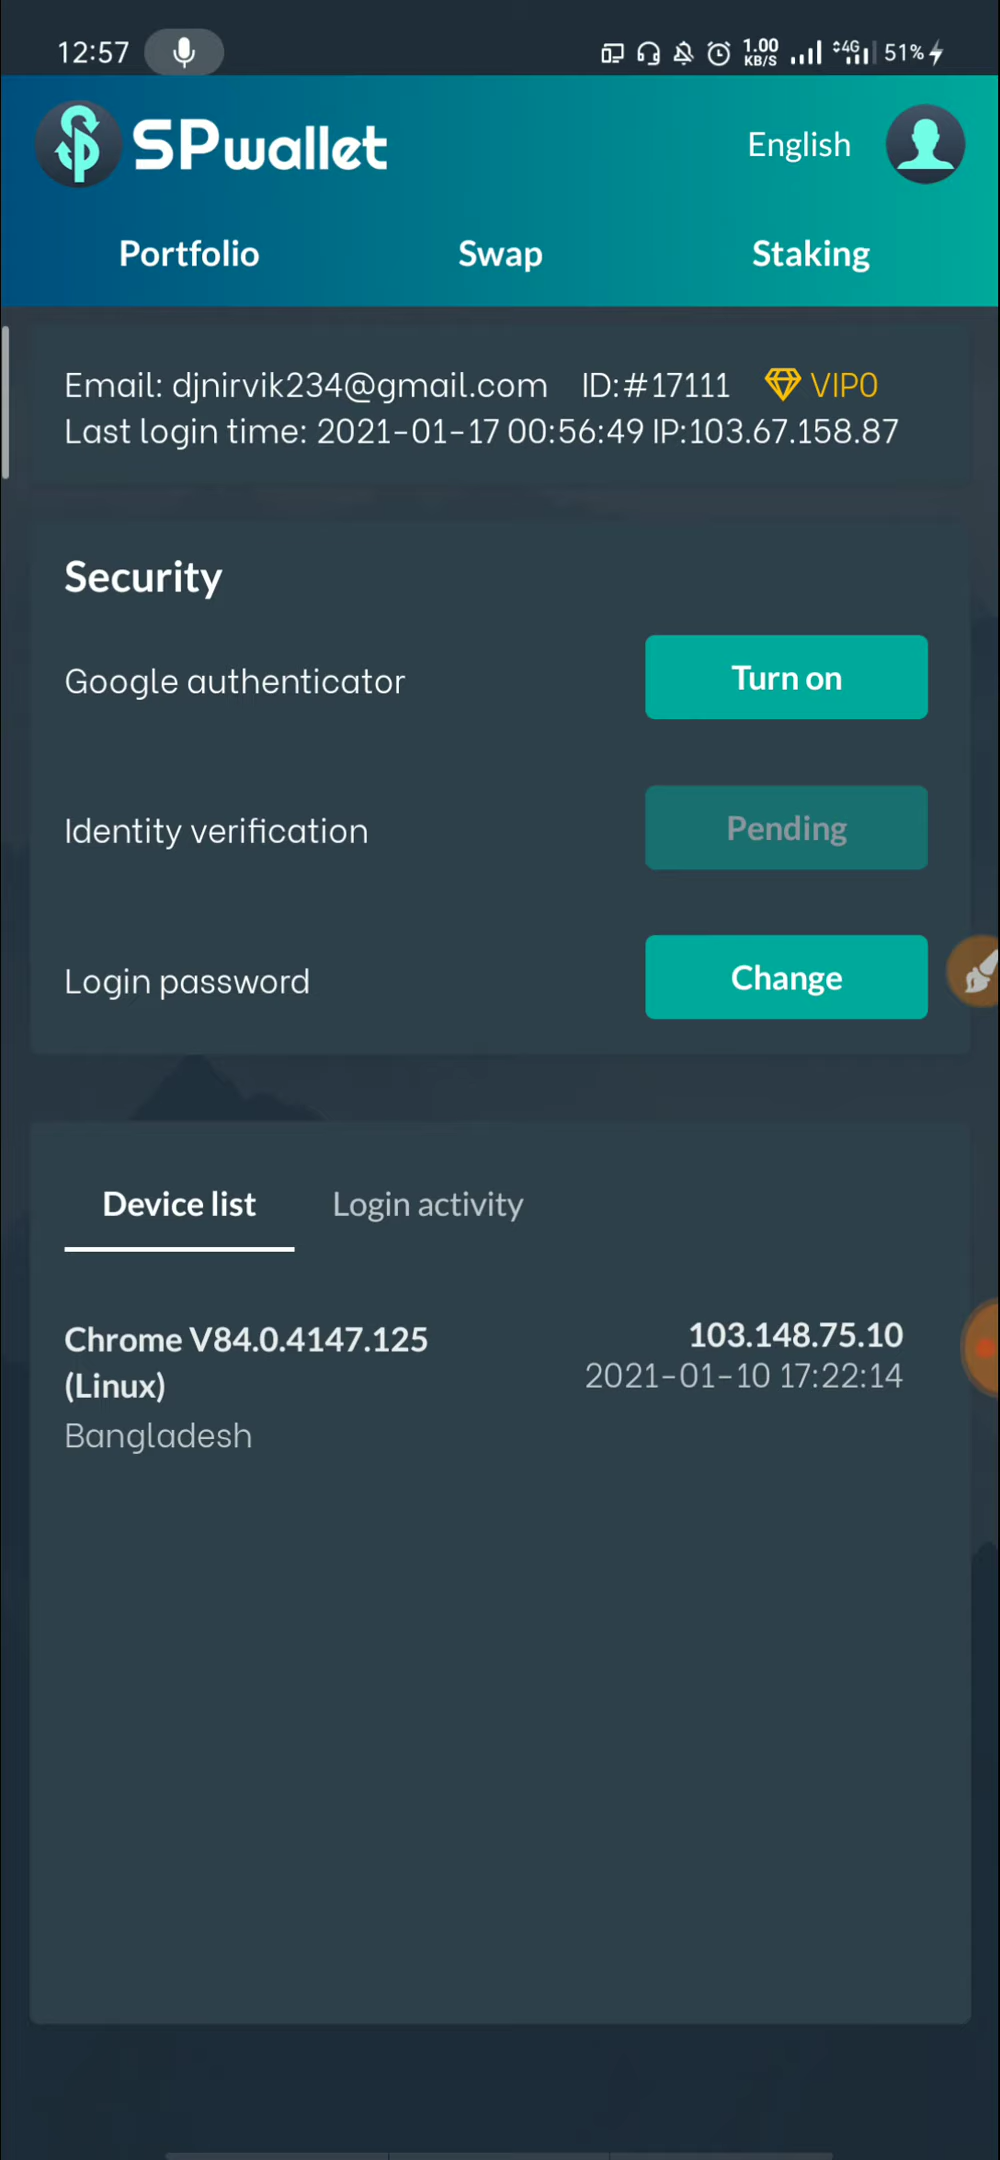 12:57 1.00 KB/S 4G 51%
SPwallet English
Portfolio Swap Staking
Email: djnirvik234@gmail.com ID:#17111 VIP0
Last login time: 2021-01-17 00:56:49 IP:103.67.158.87
Security
Google authenticator Turn on
Identity verification Pending
Login password Change
Device list Login activity
Chrome V84.0.4147.125 103.148.75.10
(Linux) 2021-01-10 17:22:14
Bangladesh